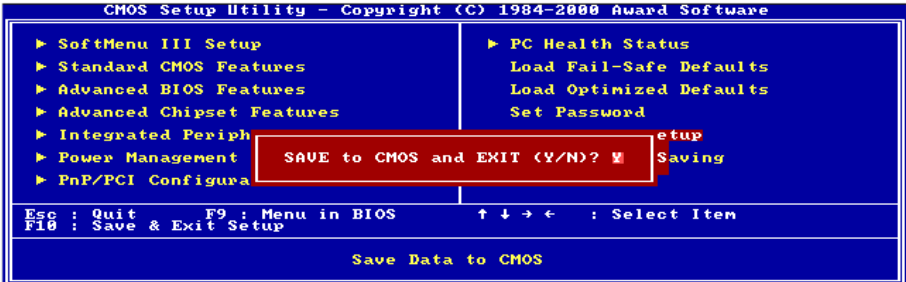 CMOS Setup Utility - Copyright (C) 1984-2000 Award Software
► SoftMenu III Setup
► Standard CMOS Features
► Advanced BIOS Features
► Advanced Chipset Features
► Integrated Periph
► Power Management
► PnP/PCI Configura
► PC Health Status
Load Fail-Safe Defaults
Load Optimized Defaults
Set Password
etup
Saving
SAVE to CMOS and EXIT (Y/N)? Y
Esc : Quit F9 : Menu in BIOS ↑ ↓ → ← : Select Item
F10 : Save & Exit Setup
Save Data to CMOS